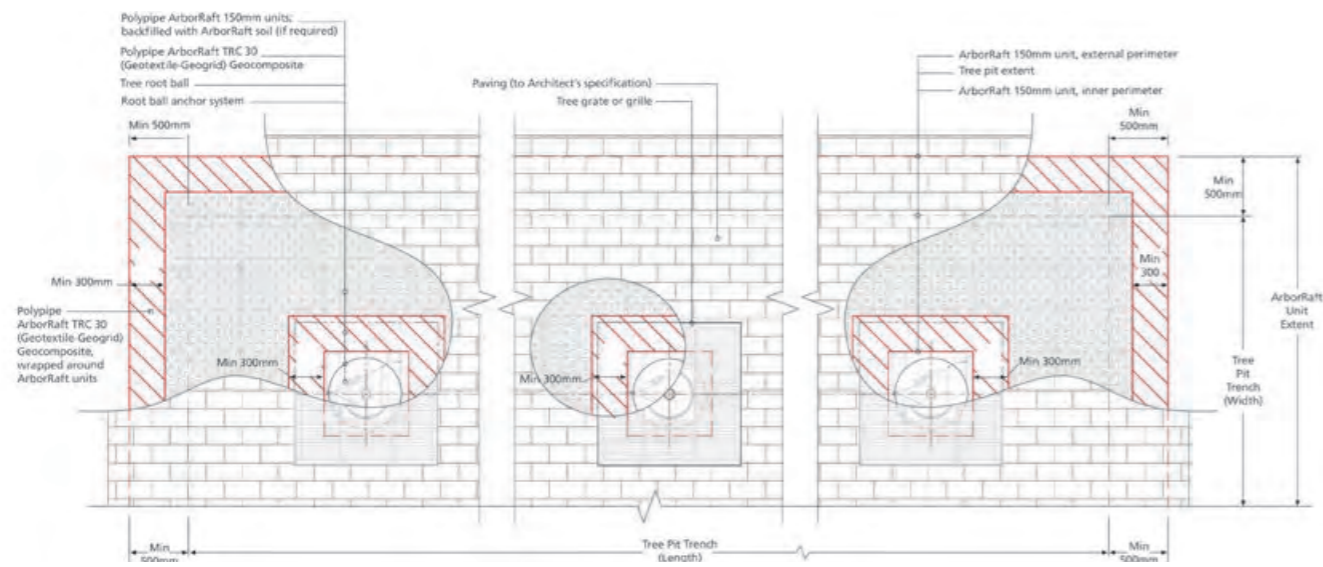 Polypipe ArborRaft 150mm units;
backfilled with ArborRaft soil (if required)
Polypipe ArborRaft TRC 30
(Geotextile-Geogrid) Geocomposite
Tree root ball
Root ball anchor system
Min 500mm
Paving (to Architect's specification)
Tree grate or grille
ArborRaft 150mm unit, external perimeter
Tree pit extent
ArborRaft 150mm unit, inner perimeter
Min
500mm
Min
500mm
Min 300mm
Min
300
Polypipe
ArborRaft TRC 30
(Geotextile-Geogrid)
Geocomposite,
wrapped around
ArborRaft units
Min 300mm
Min 300mm
Min 300mm
ArborRaft
Unit
Extent
Tree
Pit
Trench
(Width)
Min
500mm
Tree Pit Trench
(Length)
Min
500mm